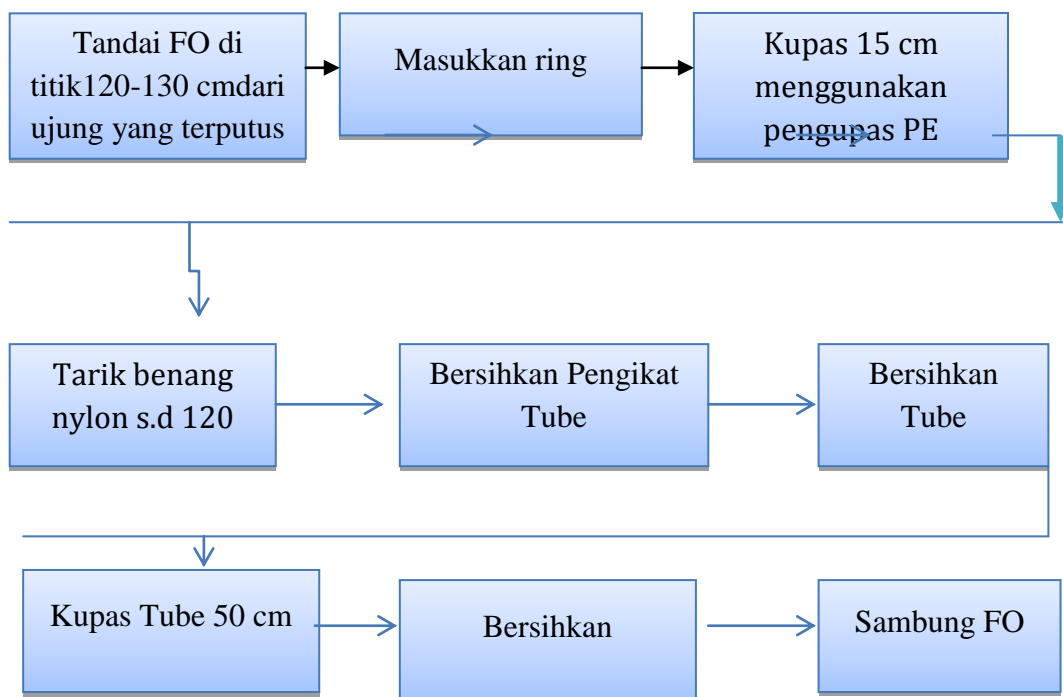 Tandai FO di
titik120-130 cmdari
ujung yang terputus
Masukkan ring
Kupas 15 cm
menggunakan
pengupas PE
Tarik benang
nylon s.d 120
Bersihkan Pengikat
Tube
Bersihkan
Tube
Kupas Tube 50 cm
Bersihkan
Sambung FO